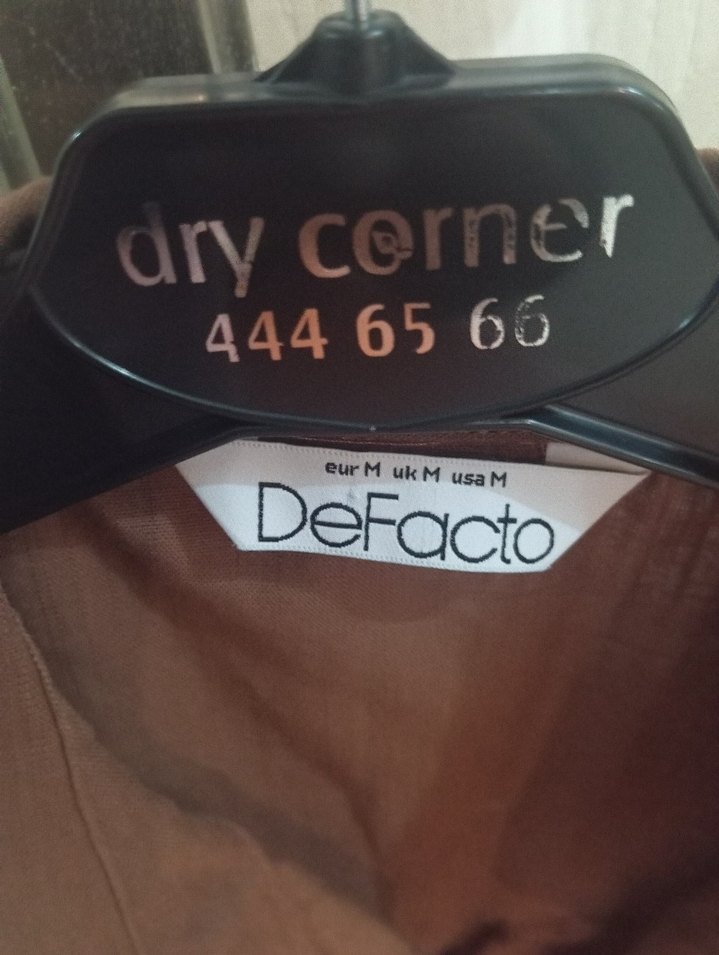 dry corner
444 65 66
eur M uk M usa M
DeFacto